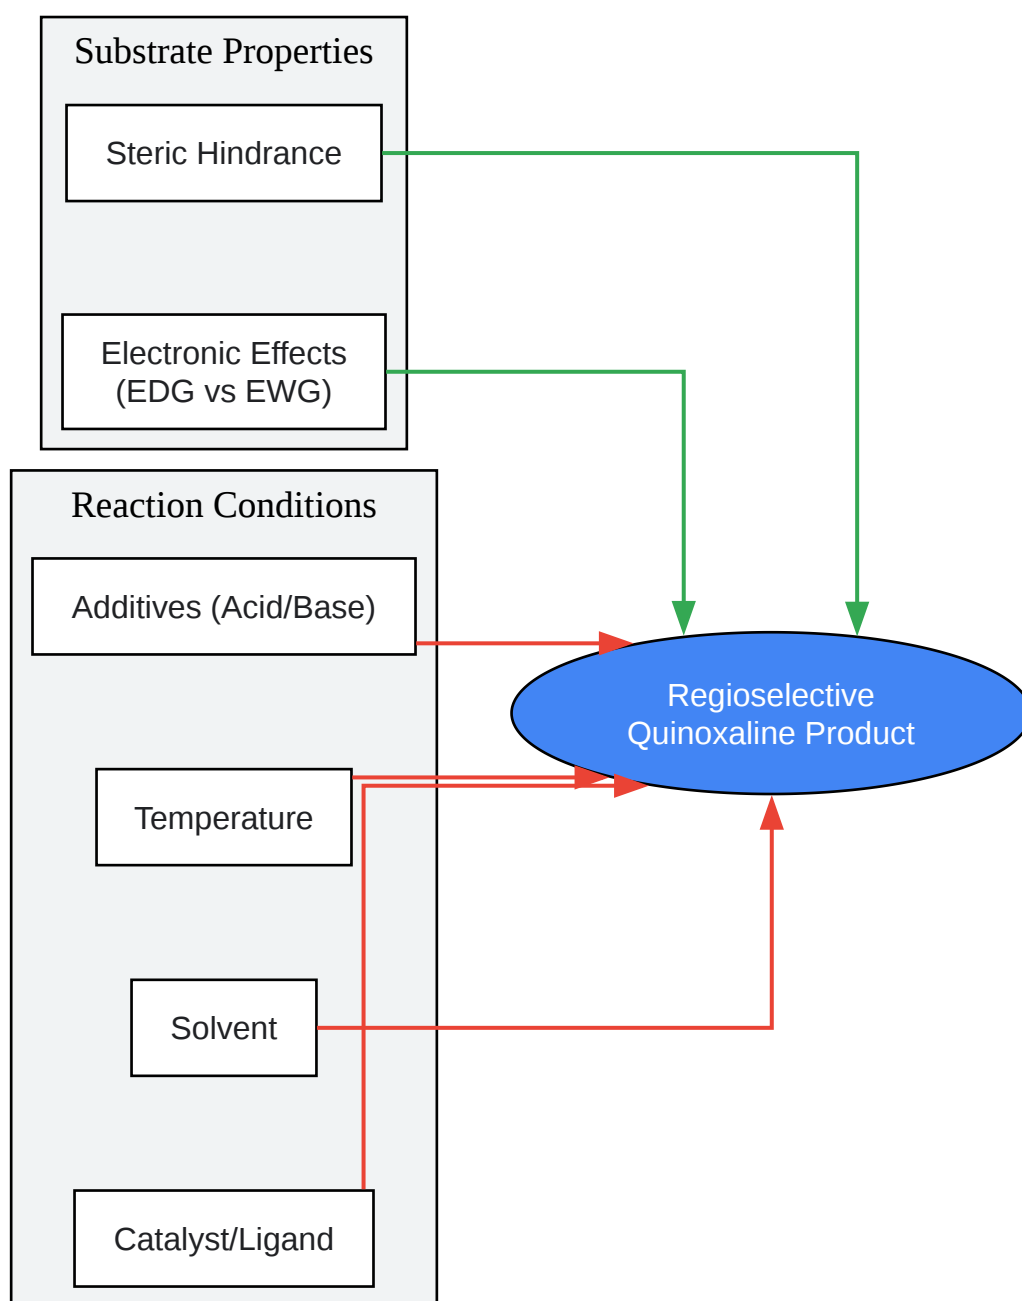 Substrate Properties
Steric Hindrance
Electronic Effects
(EDG vs EWG)
Reaction Conditions
Additives (Acid/Base)
Regioselective
Quinoxaline Product
Temperature
Solvent
Catalyst/Ligand